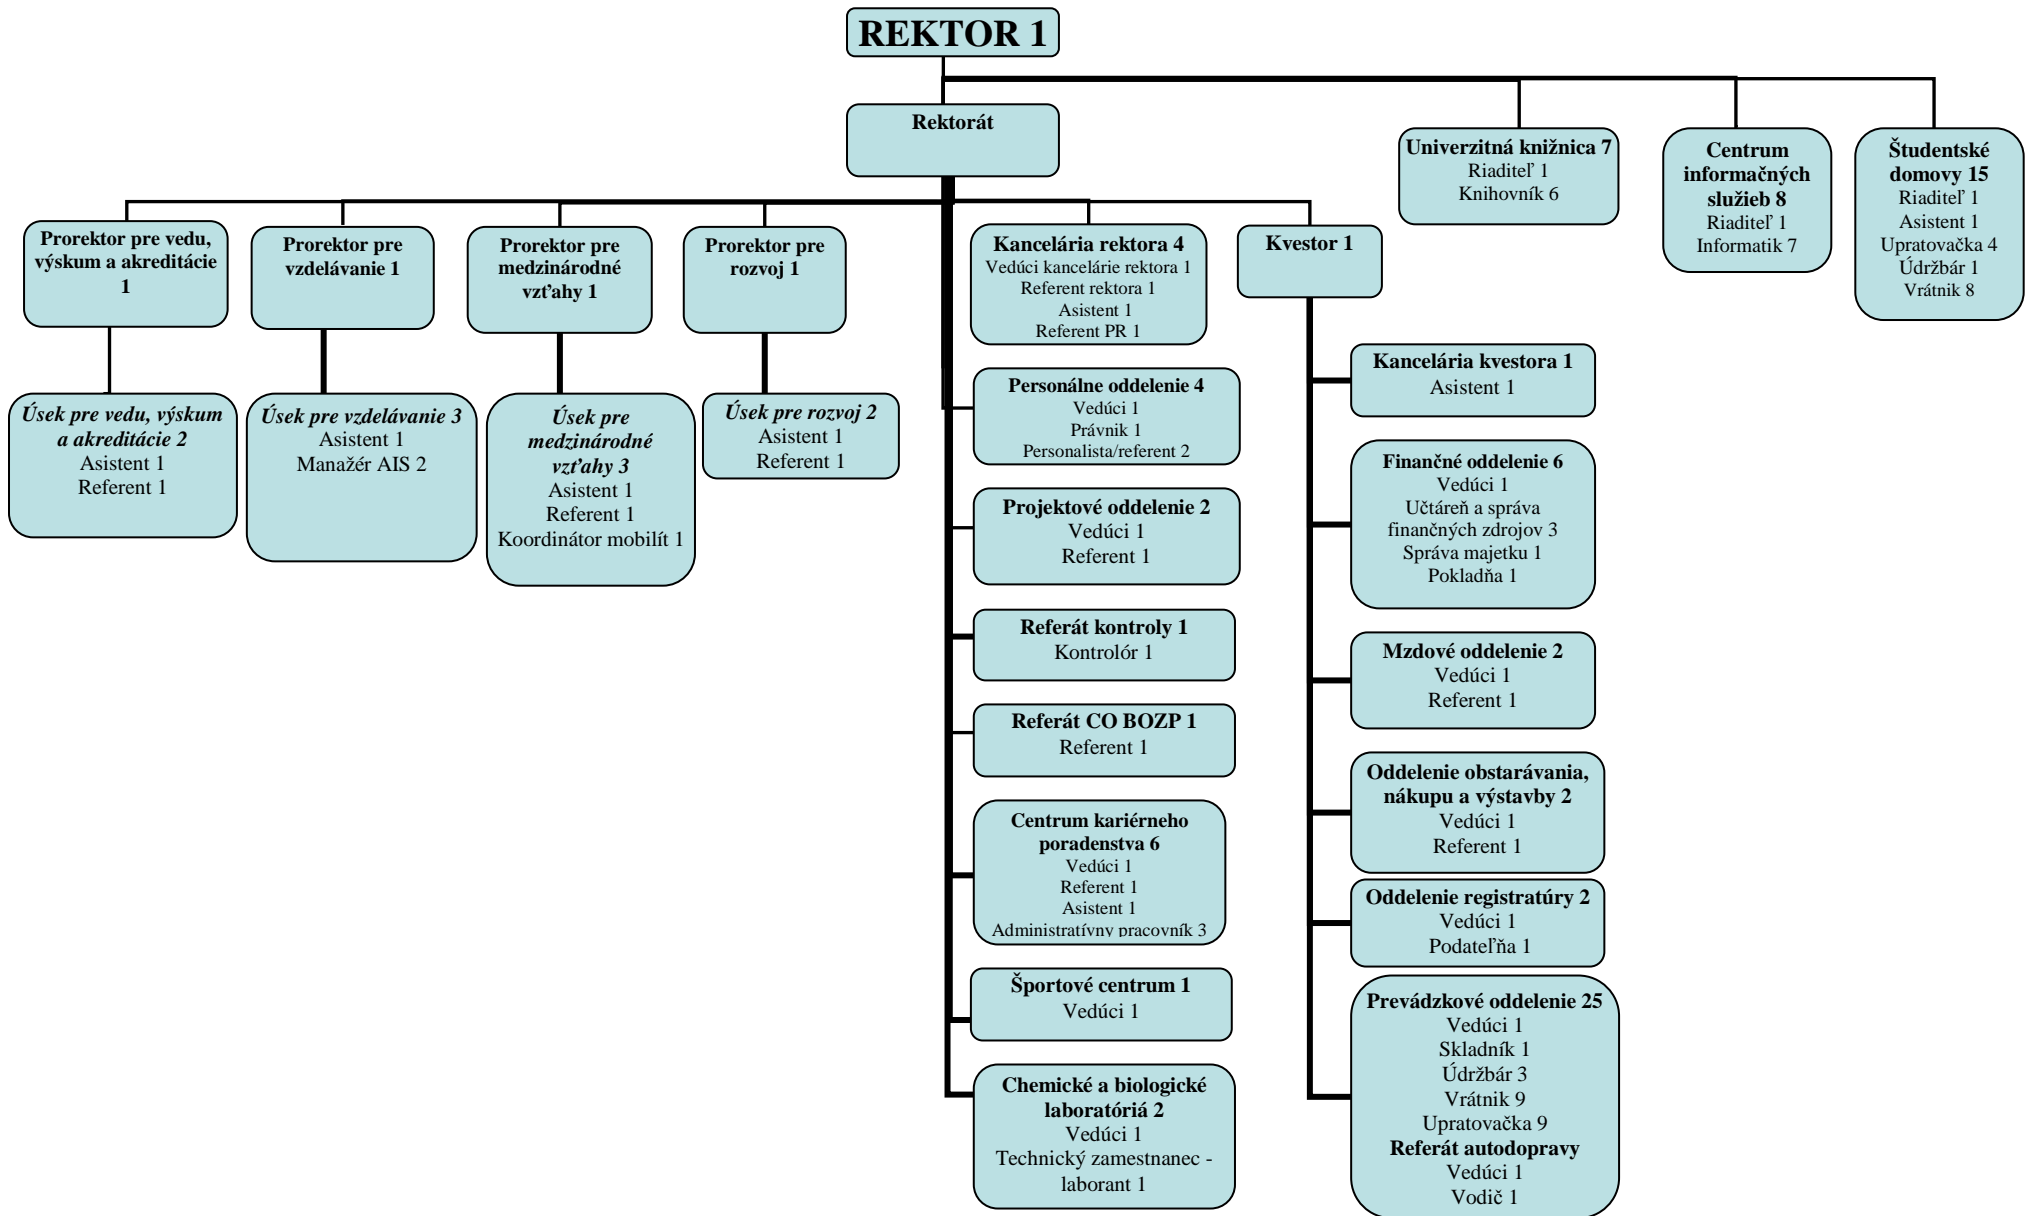 REKTOR 1
Rektorát
Univerzitná knižnica 7
Riaditeľ 1
Knihovník 6
Centrum
informačných
služieb 8
Riaditeľ 1
Informatik 7
Študentské
domovy 15
Riaditeľ 1
Asistent 1
Upratovačka 4
Údržbár 1
Vrátnik 8
Prorektor pre vedu,
výskum a akreditácie
1
Prorektor pre
vzdelávanie 1
Prorektor pre
medzinárodné
vzťahy 1
Prorektor pre
rozvoj 1
Kancelária rektora 4
Vedúci kancelárie rektora 1
Referent rektora 1
Asistent 1
Referent PR 1
Kvestor 1
Úsek pre vedu, výskum
a akreditácie 2
Asistent 1
Referent 1
Úsek pre vzdelávanie 3
Asistent 1
Manažér AIS 2
Úsek pre
medzinárodné
vzťahy 3
Asistent 1
Referent 1
Koordinátor mobilít 1
Úsek pre rozvoj 2
Asistent 1
Referent 1
Personálne oddelenie 4
Vedúci 1
Právnik 1
Personalista/referent 2
Projektové oddelenie 2
Vedúci 1
Referent 1
Referát kontroly 1
Kontrolór 1
Referát CO BOZP 1
Referent 1
Centrum kariérneho
poradenstva 6
Vedúci 1
Referent 1
Asistent 1
Administratívny pracovník 3
Športové centrum 1
Vedúci 1
Chemické a biologické
laboratóriá 2
Vedúci 1
Technický zamestnanec -
laborant 1
Kancelária kvestora 1
Asistent 1
Finančné oddelenie 6
Vedúci 1
Učtáreň a správa
finančných zdrojov 3
Správa majetku 1
Pokladňa 1
Mzdové oddelenie 2
Vedúci 1
Referent 1
Oddelenie obstarávania,
nákupu a výstavby 2
Vedúci 1
Referent 1
Oddelenie registratúry 2
Vedúci 1
Podateľňa 1
Prevádzkové oddelenie 25
Vedúci 1
Skladník 1
Údržbár 3
Vrátnik 9
Upratovačka 9
Referát autodopravy
Vedúci 1
Vodič 1